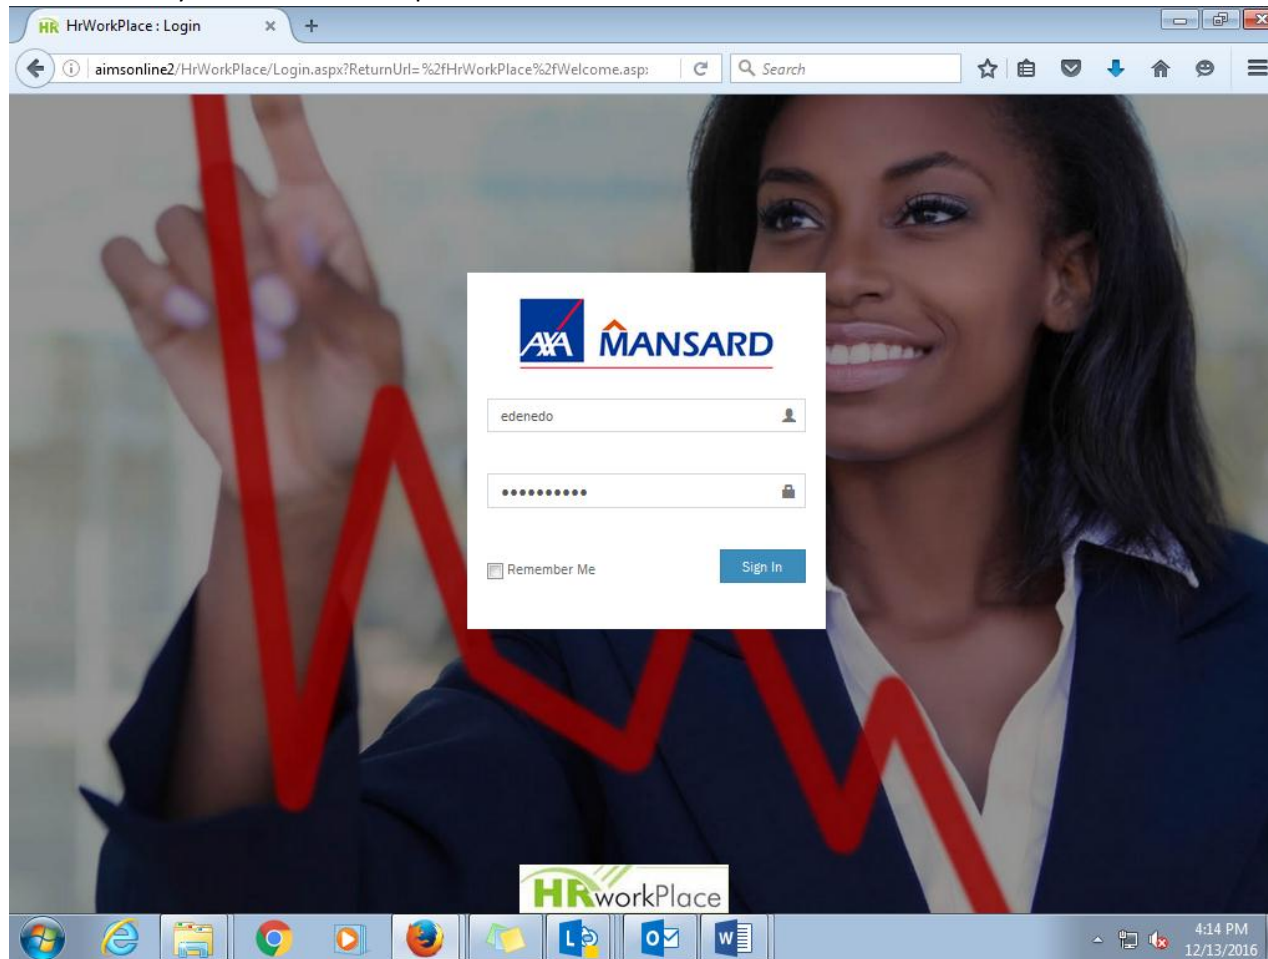 HR HrWorkPlace : Login
aimsonline2/HrWorkPlace/Login.aspx?ReturnUrl=%2fHrWorkPlace%2fWelcome.asp
Search
AXA MANSARD
edenedo
Remember Me
Sign In
HRworkPlace
4:14 PM
12/13/2016